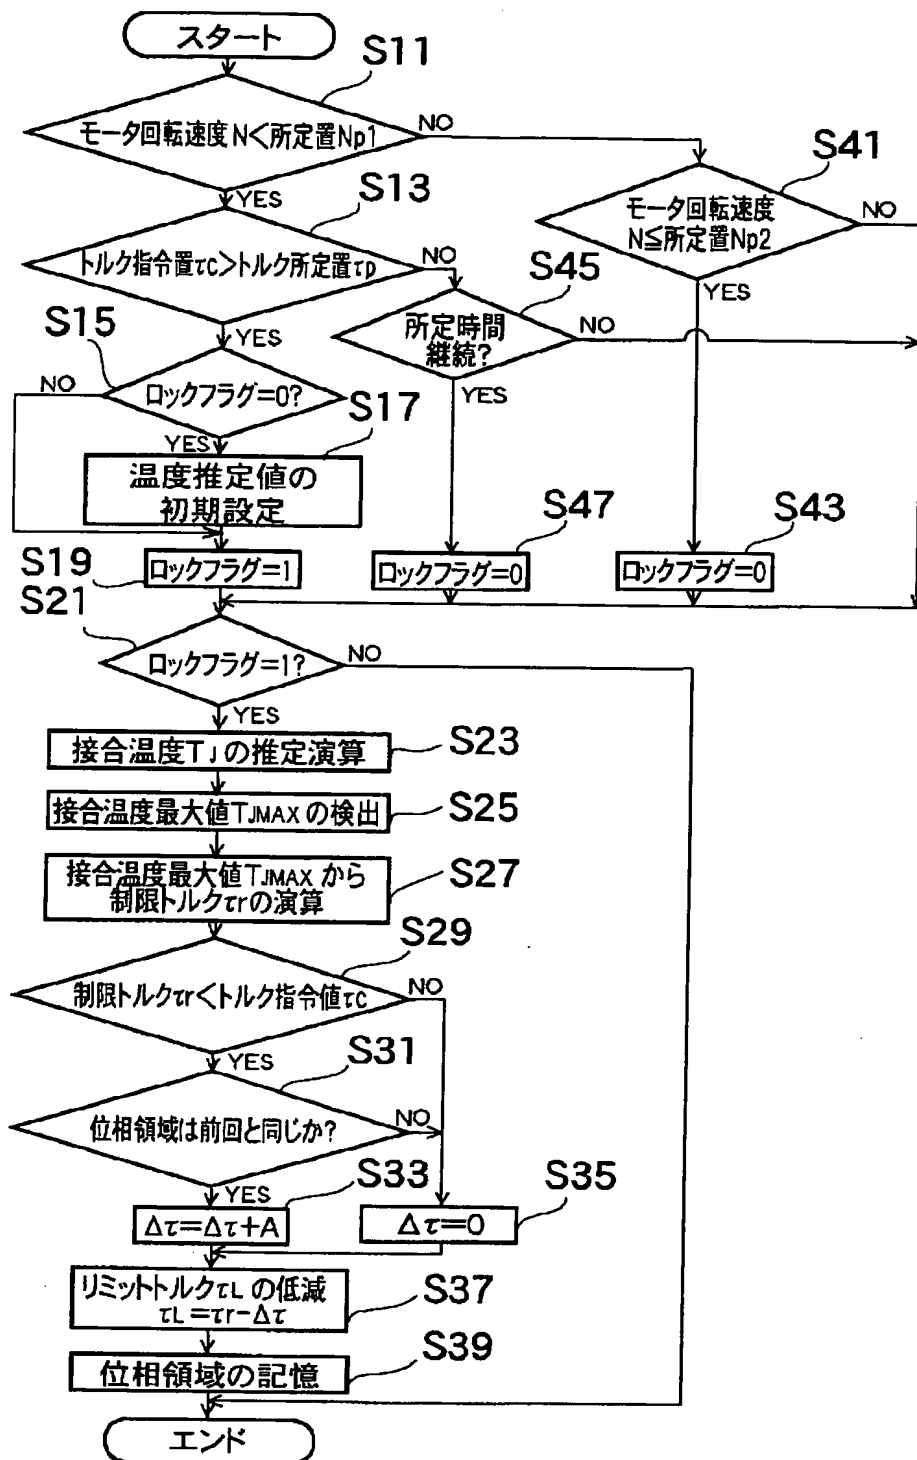 スタート
S11
モータ回転速度N<所定置Np1
NO
YES
S13
S41
モータ回転速度
N≦所定置Np2
NO
YES
トルク指令置τc>トルク所定置τp
NO
YES
S45
所定時間
継続?
NO
YES
S15
ロックフラグ=0?
NO
YES
S17
温度推定値の
初期設定
S19
ロックフラグ=1
S47
ロックフラグ=0
S43
ロックフラグ=0
S21
ロックフラグ=1?
NO
YES
接合温度TJの推定演算
S23
接合温度最大値TJMAXの検出
S25
接合温度最大値TJMAXから
制限トルクτrの演算
S27
S29
制限トルクτr<トルク指令値τc
NO
YES
S31
位相領域は前回と同じか?
NO
YES
S33
Δτ=Δτ+A
S35
Δτ=0
リミットトルクτLの低減
τL=τr-Δτ
S37
位相領域の記憶
S39
エンド